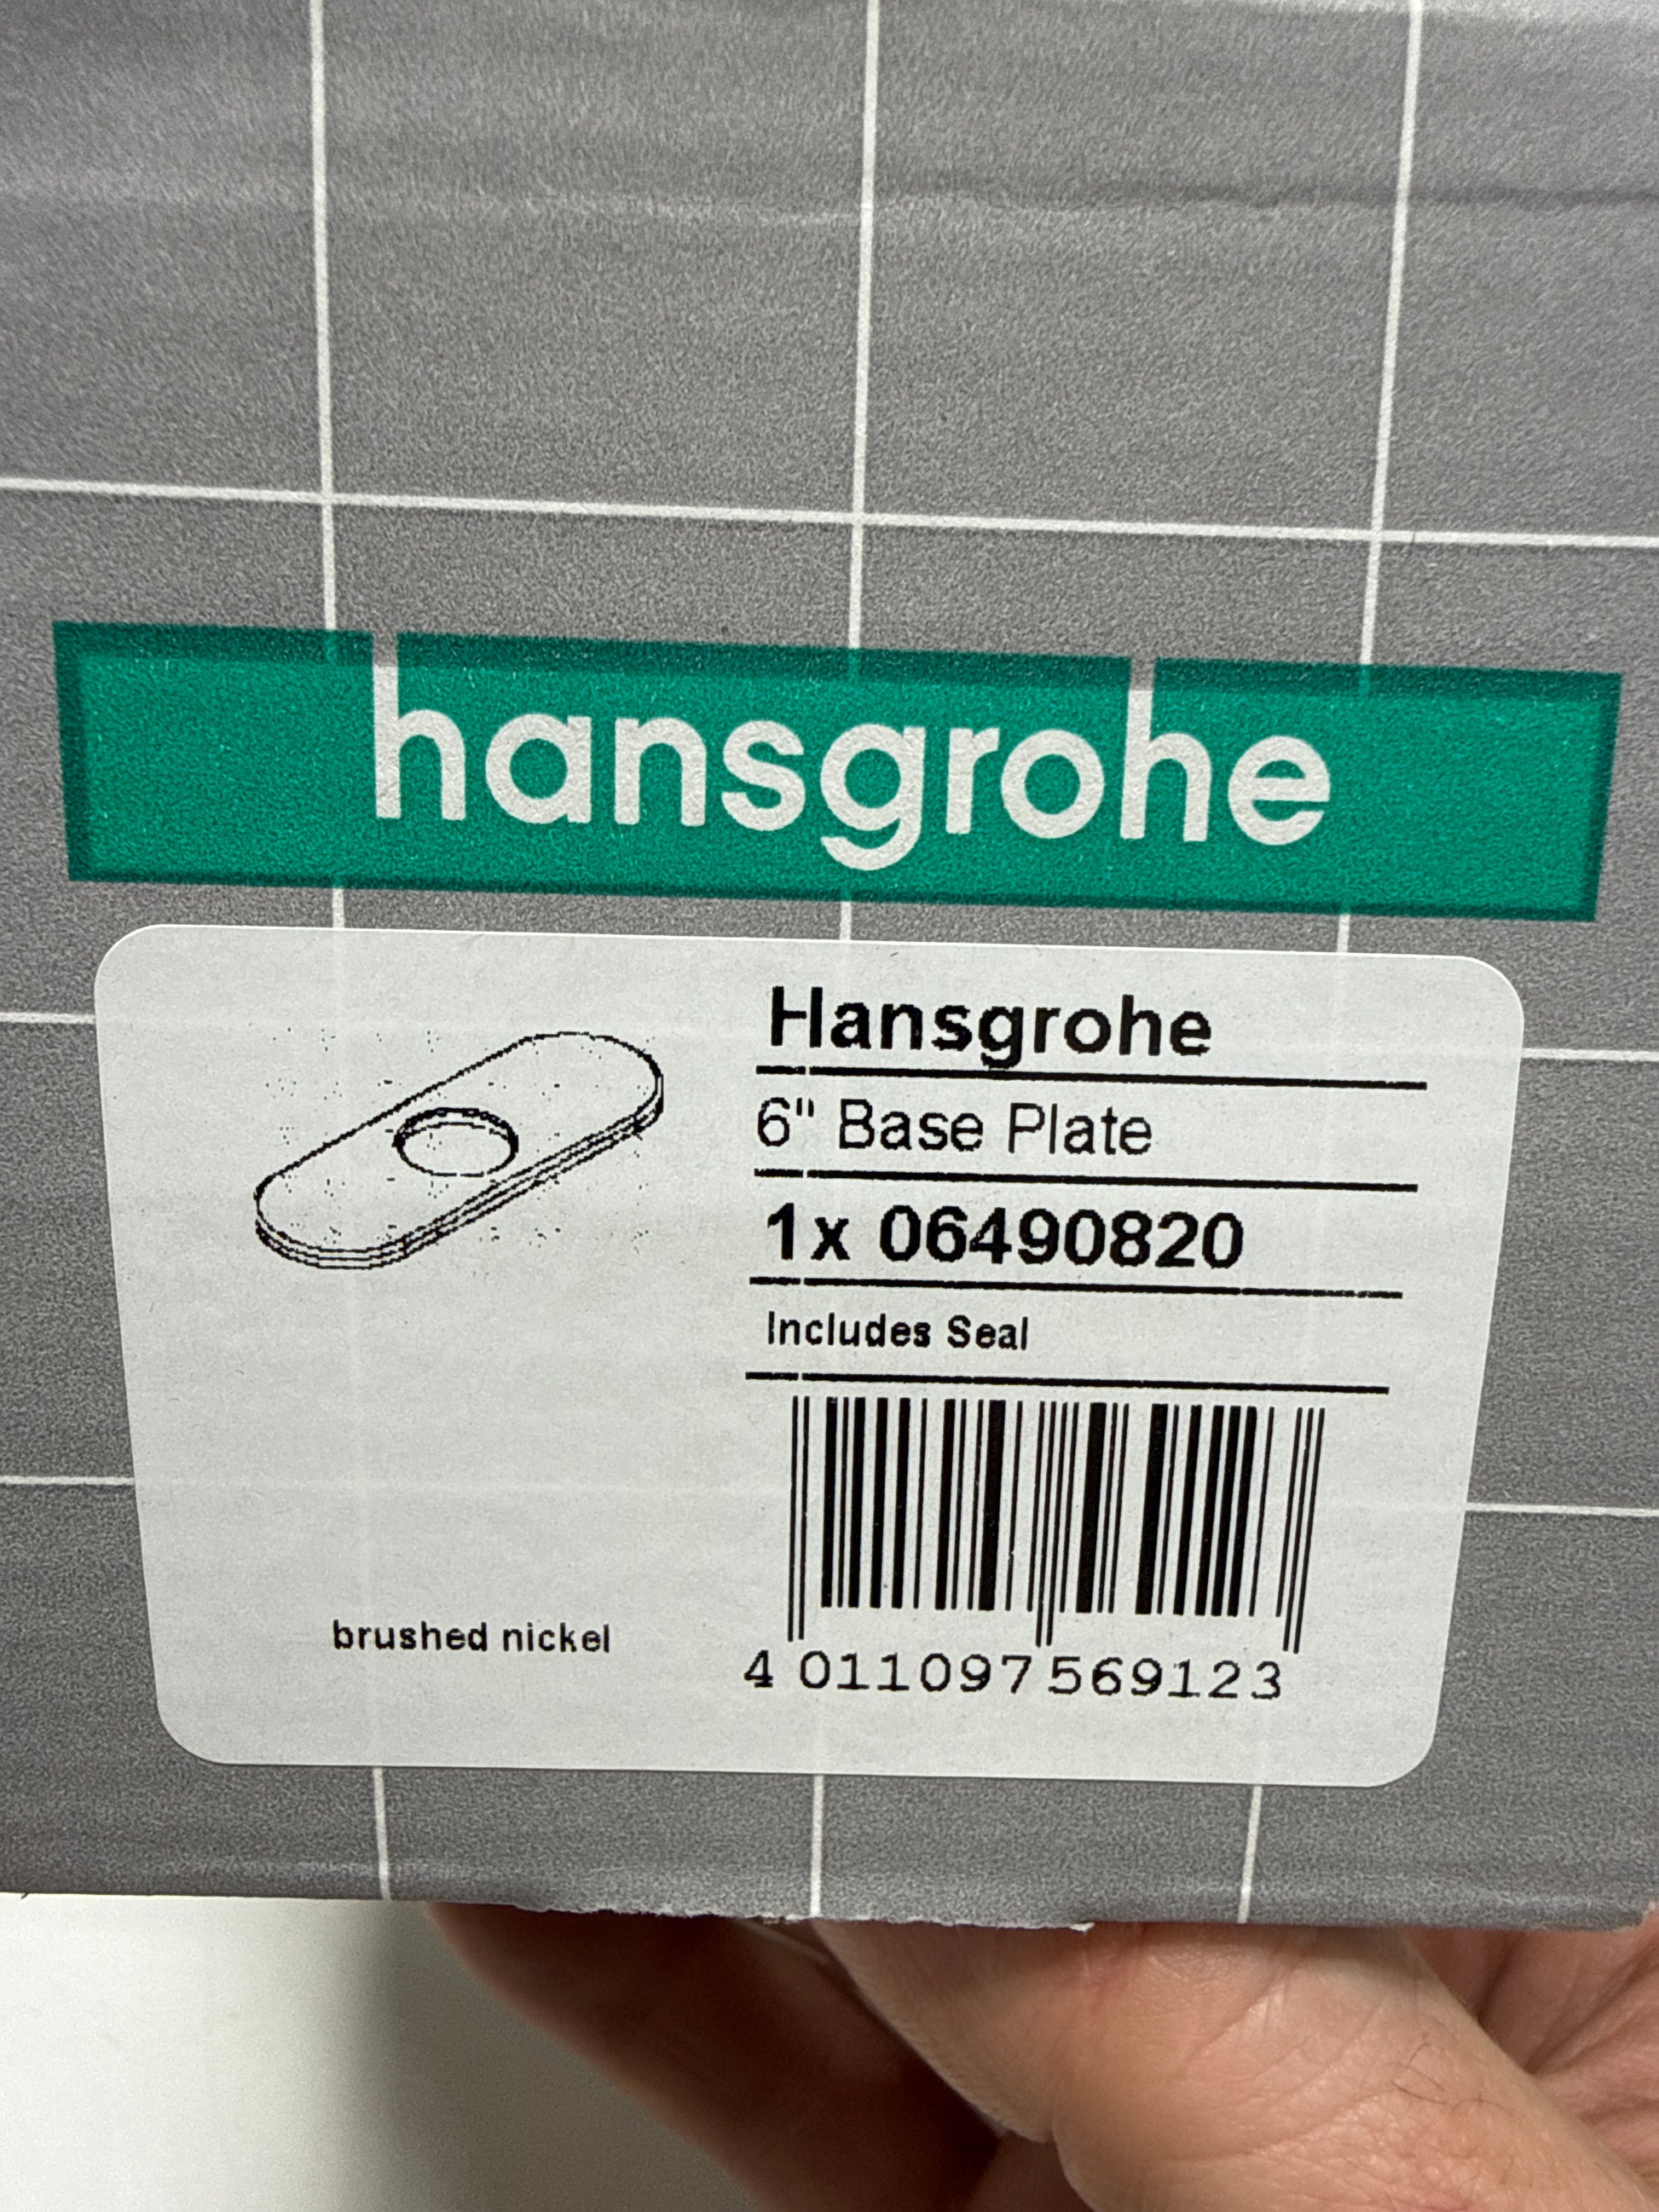 hansgrohe
Hansgrohe
6" Base Plate
1x 06490820
Includes Seal
brushed nickel
4 011097 569123